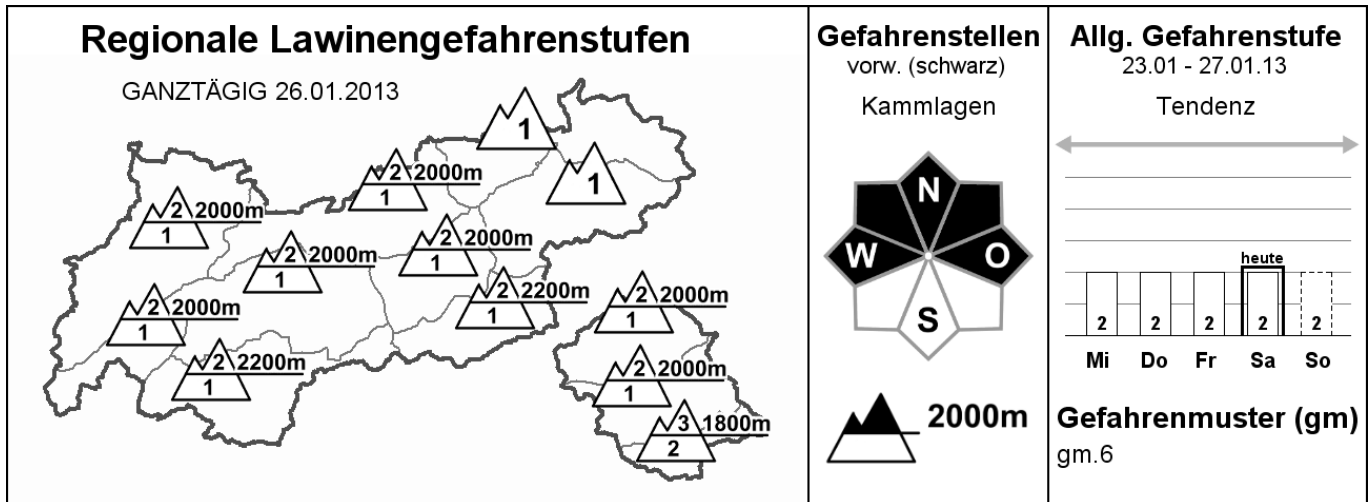 Regionale Lawinengefahrenstufen
GANZTÄGIG 26.01.2013
1
1
2 2000m
1
2 2000m
1
2 2000m
1
2 2000m
1
2 2200m
1
2 2000m
1
2 2000m
1
2 2200m
1
2 2000m
1
3 1800m
2
Gefahrenstellen
vorw. (schwarz)
Kammlagen
N
W O
S
2000m
Allg. Gefahrenstufe
23.01 - 27.01.13
Tendenz
heute
2 2 2 2 2
Mi Do Fr Sa So
Gefahrenmuster (gm)
gm.6